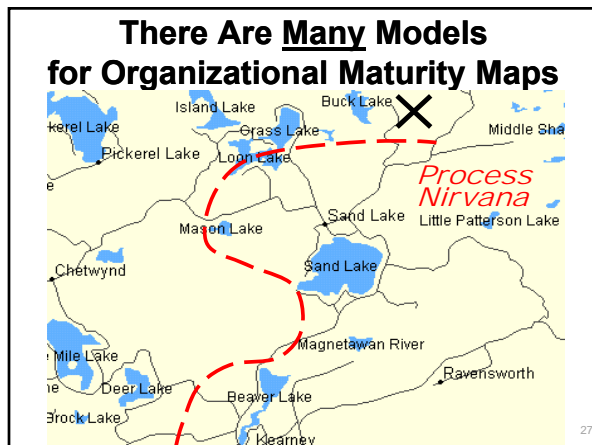 There Are Many Models
for Organizational Maturity Maps
Island Lake
Buck Lake
kerel Lake
Grass Lake
Middle Sha
Pickerel Lake
Loon Lake
Process
Nirvana
e
Sand Lake
Little Patterson Lake
Mason Lake
Chetwynd
Sand Lake
Magnetawan River
e Mile Lake
Ravensworth
ne
Deer Lake
Beaver Lake
Brock Lake
Kearney
27